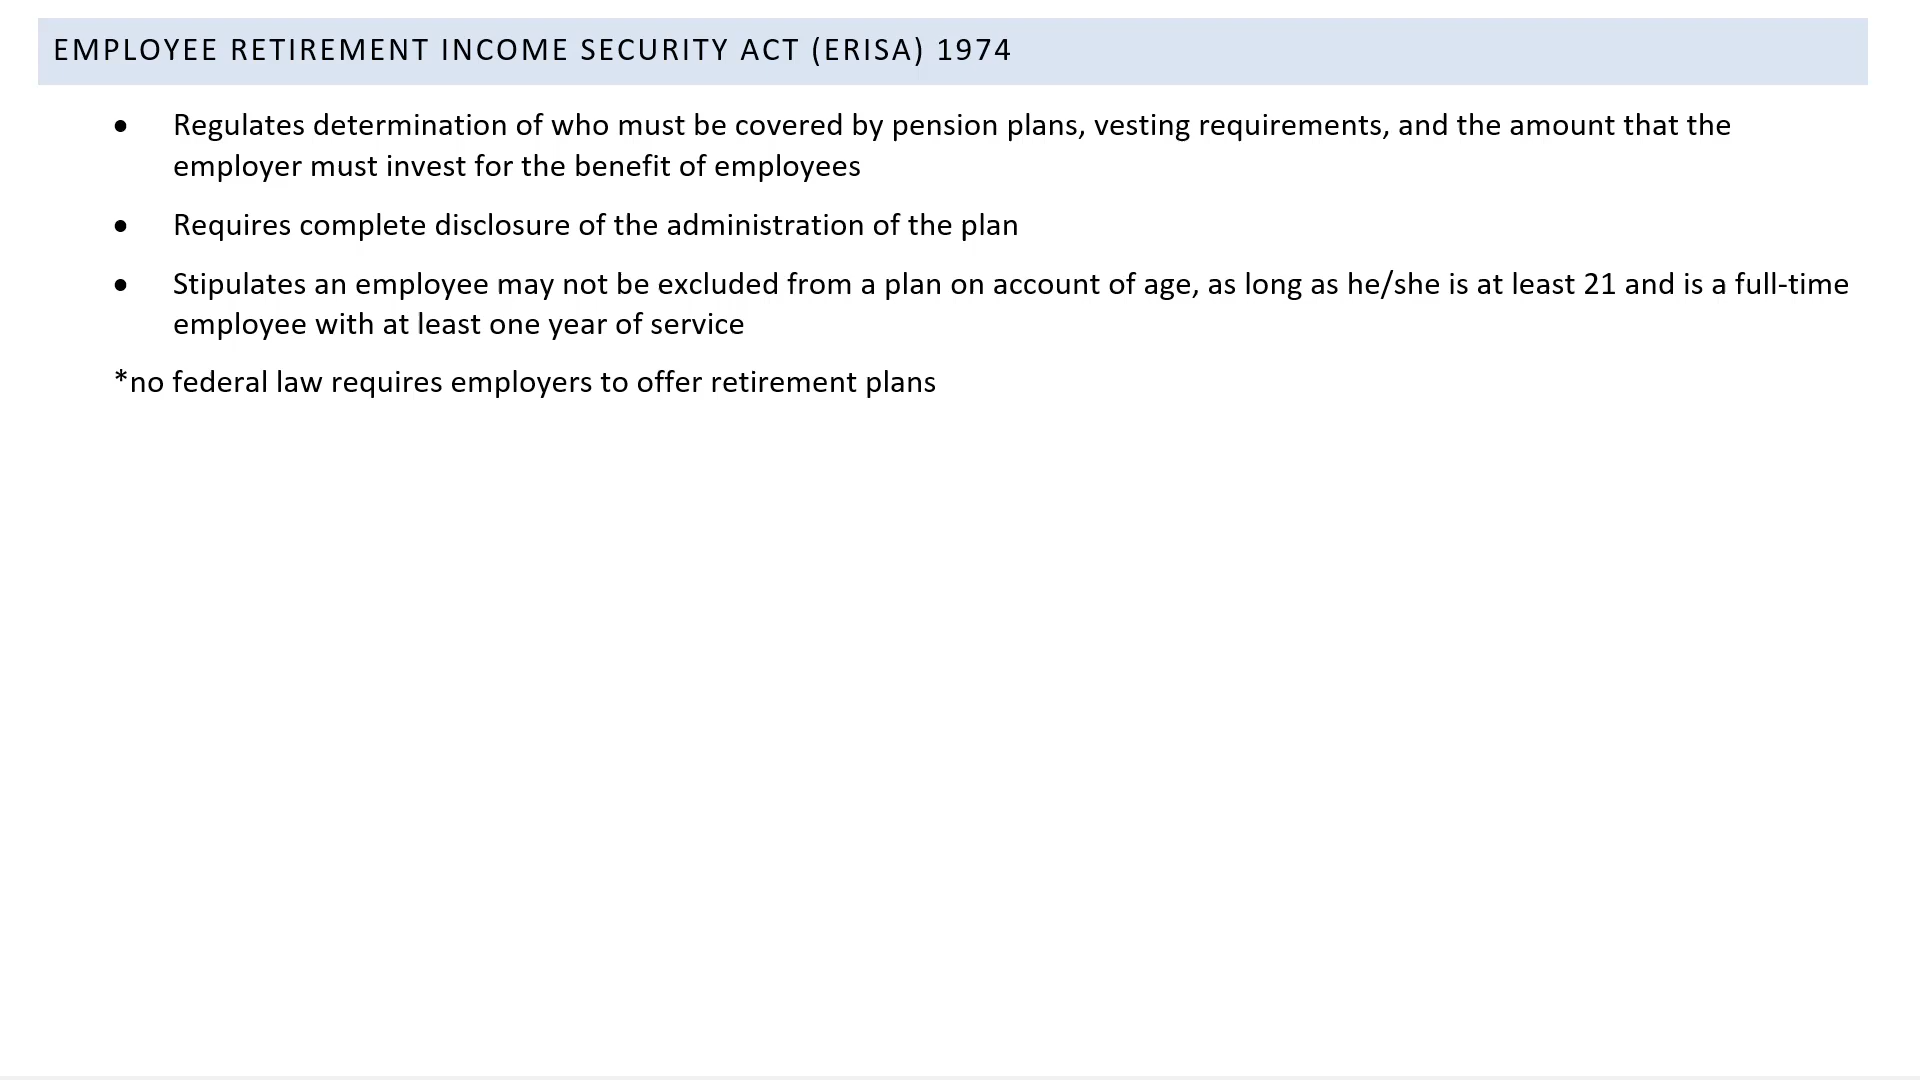 EMPLOYEE RETIREMENT INCOME SECURITY ACT (ERISA) 1974
• Regulates determination of who must be covered by pension plans, vesting requirements, and the amount that the
employer must invest for the benefit of employees
• Requires complete disclosure of the administration of the plan
• Stipulates an employee may not be excluded from a plan on account of age, as long as he/she is at least 21 and is a full-time
employee with at least one year of service
*no federal law requires employers to offer retirement plans